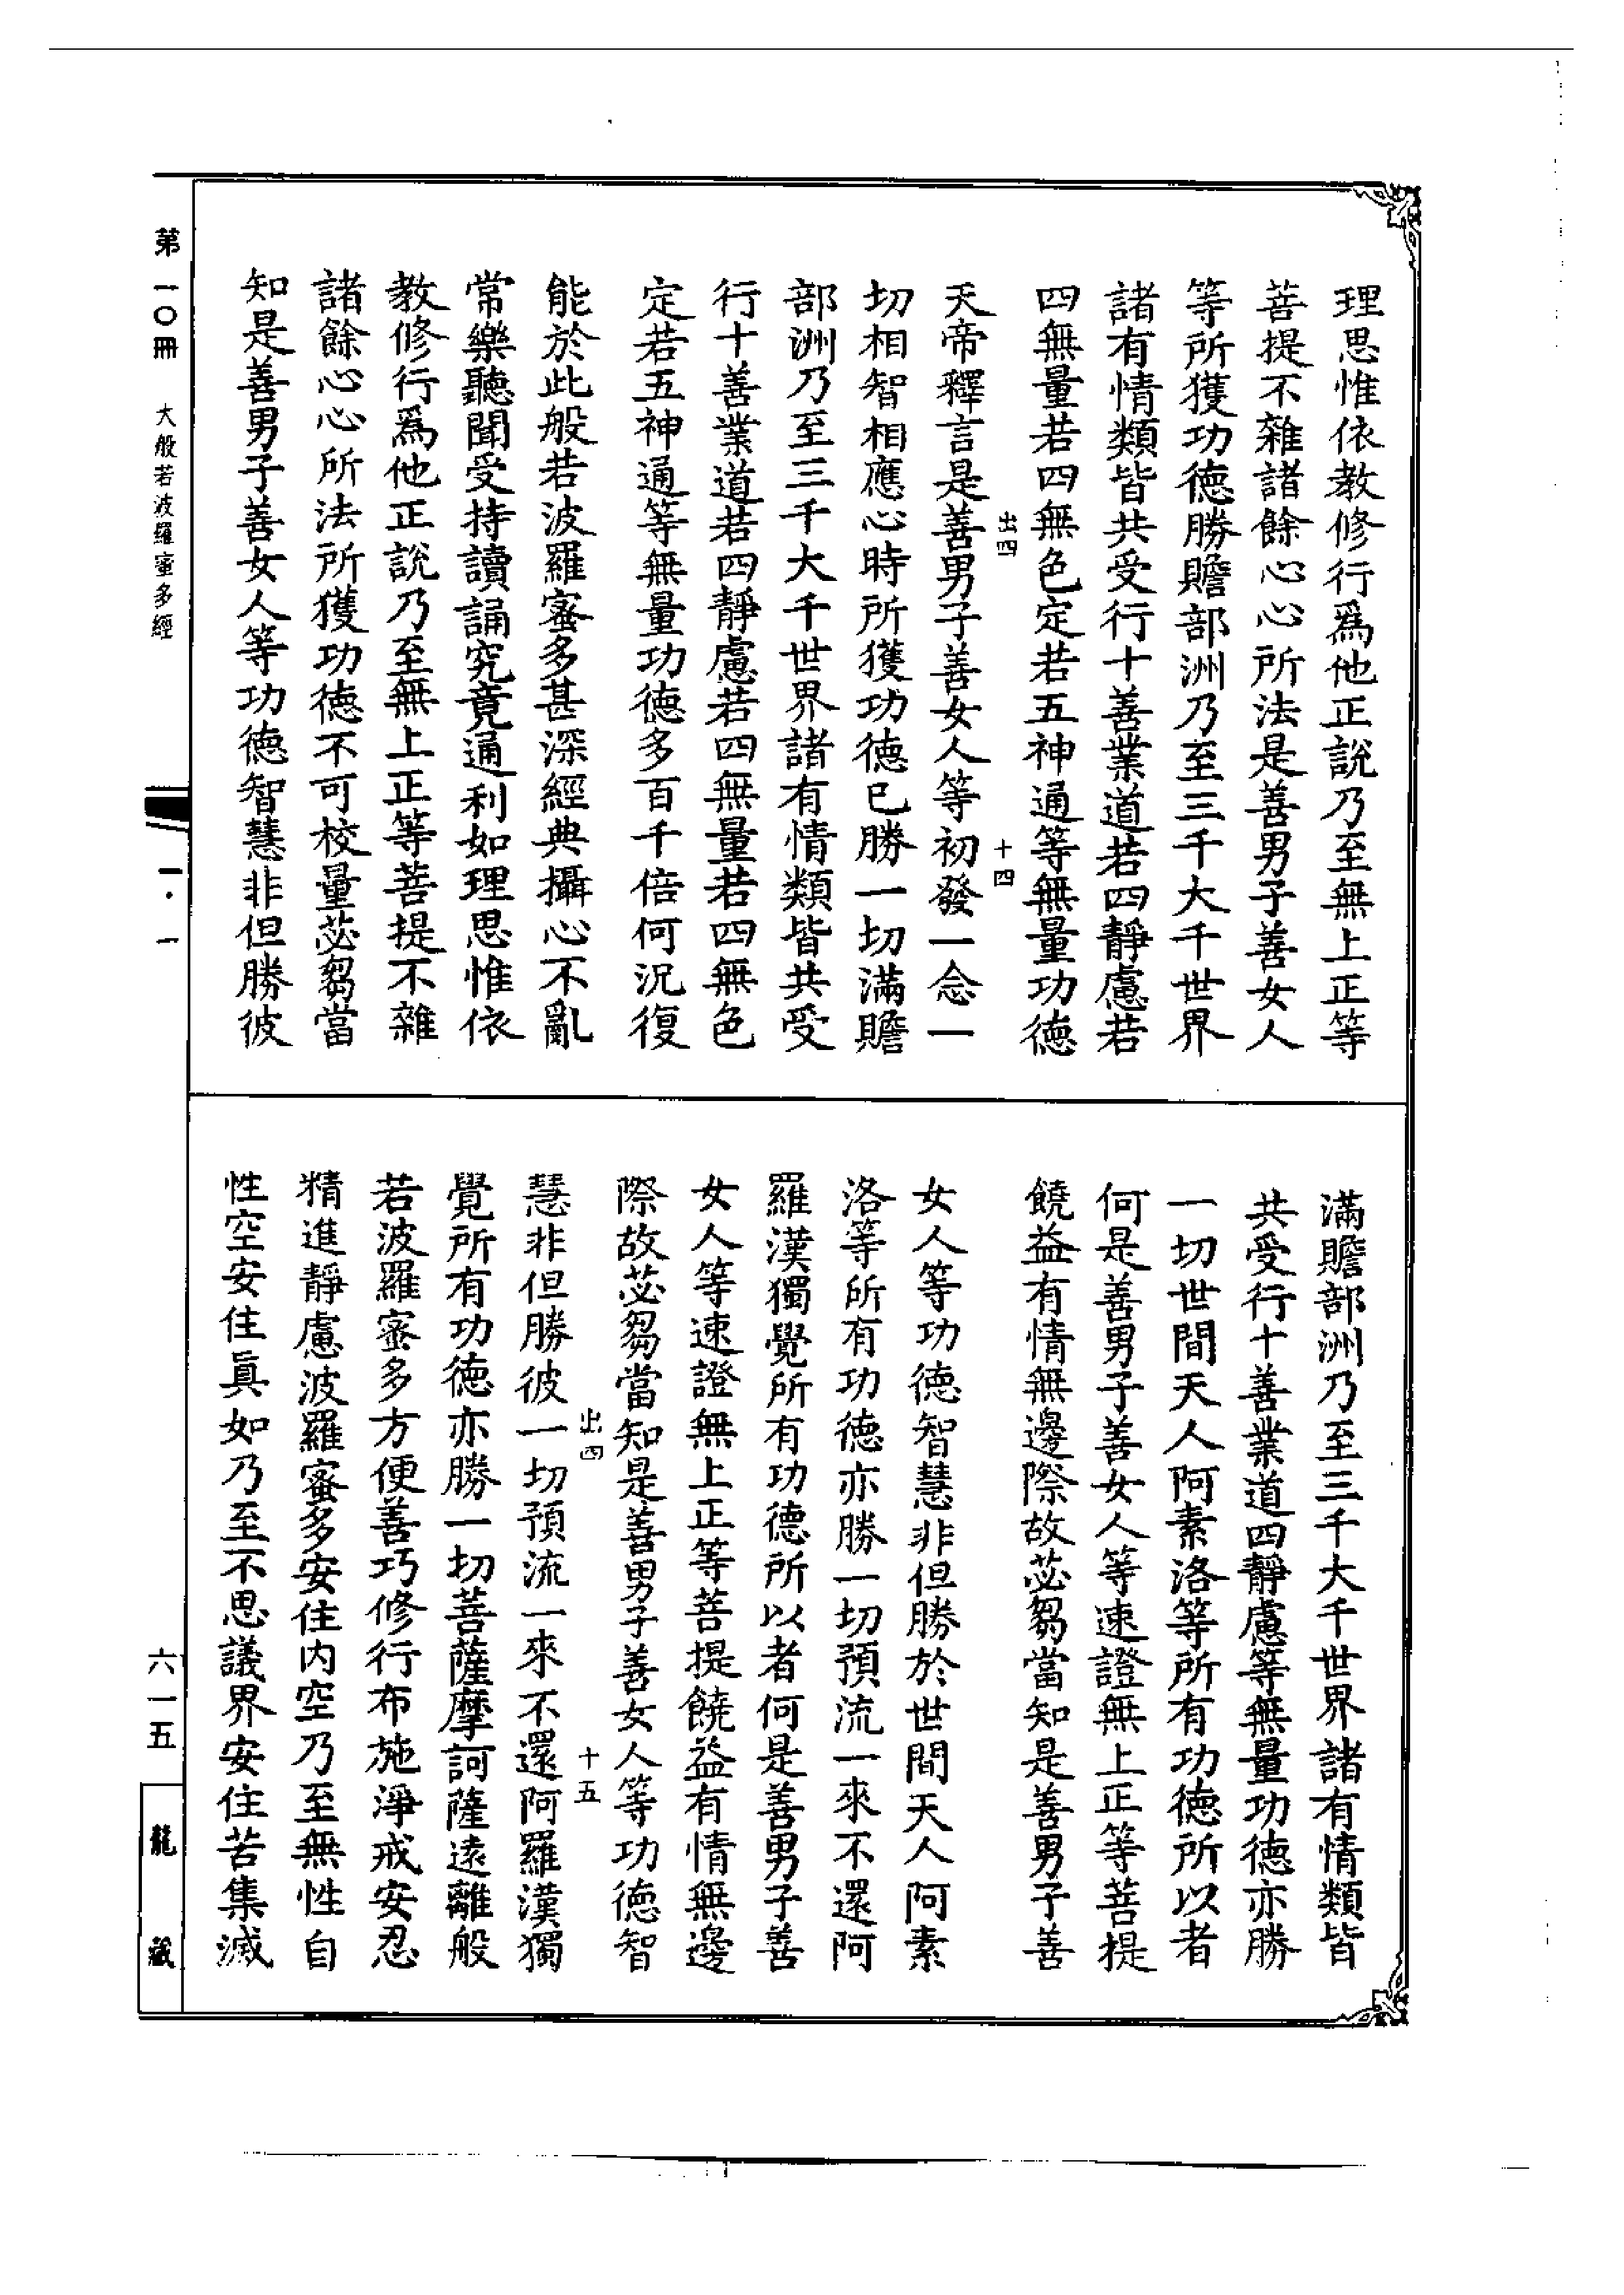 理思惟依教修行爲他正說乃至無上正等
菩提不雜諸餘心心所法是善男子善女人
等所獲功德勝贍部洲乃至三千大千世界
諸有情類皆共受行十善業道若四靜慮若
四無量若四無色定若五神通等無量功德
出四 十四
天帝釋言是善男子善女人等初發一念一
切相智相應心時所獲功德已勝一切滿贍
部洲乃至三千大千世界諸有情類皆共受
行十善業道若四靜慮若四無量若四無色
定若五神通等無量功德多百千倍何況復
能於此般若波羅蜜多甚深經典攝心不亂
常樂聽聞受持讀誦究竟通利如理思惟依
教修行爲他正說乃至無上正等菩提不雜
諸餘心心所法所獲功德不可校量苾芻當
知是善男子善女人等功德智慧非但勝彼
滿贍部洲乃至三千大千世界諸有情類皆
共受行十善業道四靜慮等無量功德亦勝
一切世間天人阿素洛等所有功德所以者
何是善男子善女人等速證無上正等菩提
饒益有情無邊際故苾芻當知是善男子善
女人等功德智慧非但勝於世間天人阿素
洛等所有功德亦勝一切預流一來不還阿
羅漢獨覺所有功德所以者何是善男子善
女人等速證無上正等菩提饒益有情無邊
際故苾芻當知是善男子善女人等功德智
出四 十五
慧非但勝彼一切預流一來不還阿羅漢獨
覺所有功德亦勝一切菩薩摩訶薩遠離般
若波羅蜜多方便善巧修行布施淨戒安忍
精進靜慮波羅蜜多安住内空乃至無性自
性空安住真如乃至不思議界安住苦集滅
第一〇冊 大般若波羅蜜多經 一·一 六一五 龍藏